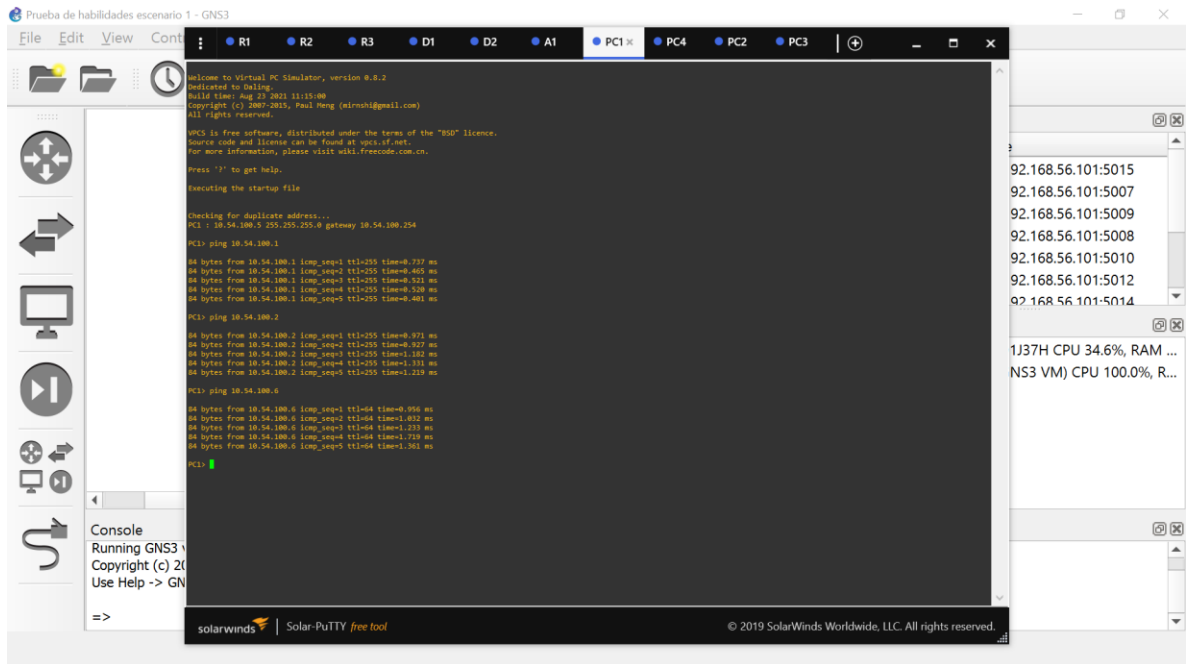 Prueba de habilidades escenario 1 - GNS3
File Edit View Cont
R1 R2 R3 D1 D2 A1 PC1 PC4 PC2 PC3
Welcome to Virtual PC Simulator, version 0.8.2
Dedicated to Daling.
Build time: Aug 23 2021 11:15:00
Copyright (c) 2007-2015, Paul Meng (mirnshi@gmail.com)
All rights reserved.
VPCS is free software, distributed under the terms of the "BSD" licence.
Source code and license can be found at vpcs.sf.net.
For more information, please visit wiki.freecode.com.cn.
Press '?' to get help.
Executing the startup file
Checking for duplicate address...
PC1 : 10.54.100.5 255.255.255.0 gateway 10.54.100.254
PC1> ping 10.54.100.1
84 bytes from 10.54.100.1 icmp_seq=1 ttl=255 time=0.737 ms
84 bytes from 10.54.100.1 icmp_seq=2 ttl=255 time=0.465 ms
84 bytes from 10.54.100.1 icmp_seq=3 ttl=255 time=0.521 ms
84 bytes from 10.54.100.1 icmp_seq=4 ttl=255 time=0.520 ms
84 bytes from 10.54.100.1 icmp_seq=5 ttl=255 time=0.401 ms
PC1> ping 10.54.100.2
84 bytes from 10.54.100.2 icmp_seq=1 ttl=255 time=0.971 ms
84 bytes from 10.54.100.2 icmp_seq=2 ttl=255 time=0.927 ms
84 bytes from 10.54.100.2 icmp_seq=3 ttl=255 time=1.182 ms
84 bytes from 10.54.100.2 icmp_seq=4 ttl=255 time=1.331 ms
84 bytes from 10.54.100.2 icmp_seq=5 ttl=255 time=1.219 ms
PC1> ping 10.54.100.6
84 bytes from 10.54.100.6 icmp_seq=1 ttl=64 time=0.956 ms
84 bytes from 10.54.100.6 icmp_seq=2 ttl=64 time=1.032 ms
84 bytes from 10.54.100.6 icmp_seq=3 ttl=64 time=1.233 ms
84 bytes from 10.54.100.6 icmp_seq=4 ttl=64 time=1.719 ms
84 bytes from 10.54.100.6 icmp_seq=5 ttl=64 time=1.361 ms
PC1>
solarwinds Solar-PuTTY free tool © 2019 SolarWinds Worldwide, LLC. All rights reserved.
92.168.56.101:5015
92.168.56.101:5007
92.168.56.101:5009
92.168.56.101:5008
92.168.56.101:5010
92.168.56.101:5012
92.168.56.101:5014
1J37H CPU 34.6%, RAM ...
NS3 VM) CPU 100.0%, R...
Console
Running GNS3 v
Copyright (c) 20
Use Help -> GN
=>